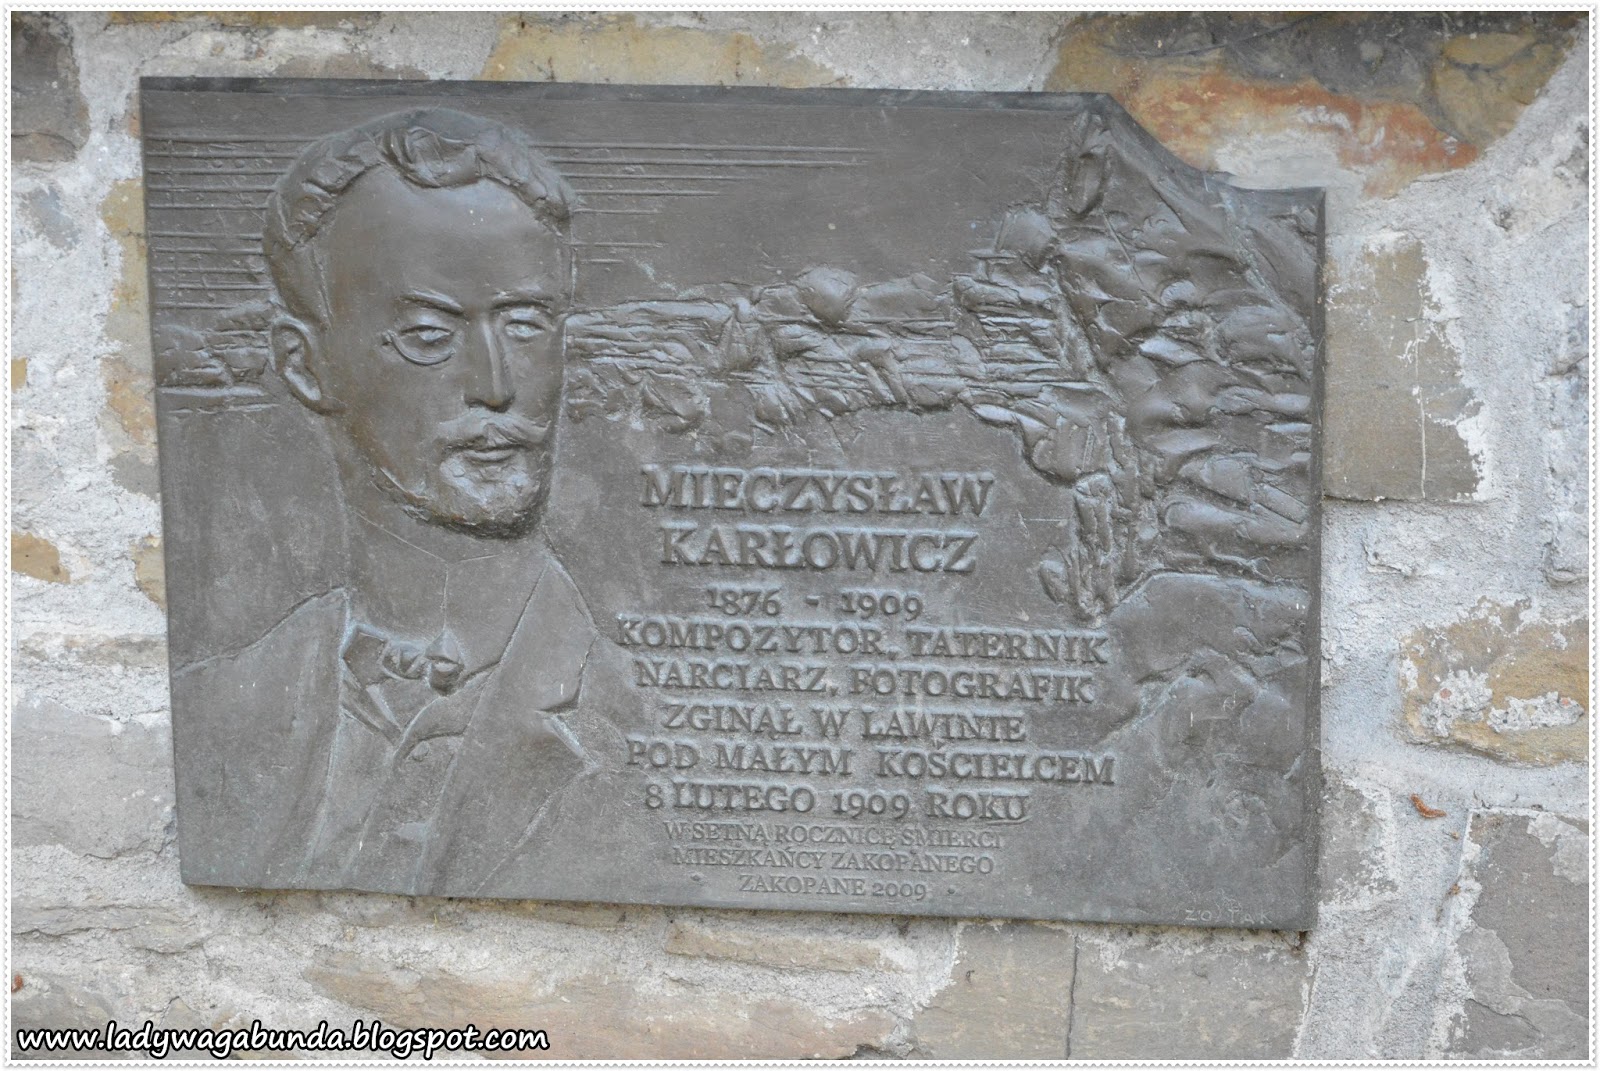 MIECZYSŁAW
KARŁOWICZ
1876 - 1909
KOMPOZYTOR, TATERNIK
NARCIARZ, FOTOGRAFIK
ZGINĄŁ W LAWINIE
POD MAŁYM KOŚCIELCEM
8 LUTEGO 1909 ROKU
W SETNĄ ROCZNICĘ ŚMIERCI
MIESZKAŃCY ZAKOPANEGO
ZAKOPANE 2009
www.ladywagabunda.blogspot.com